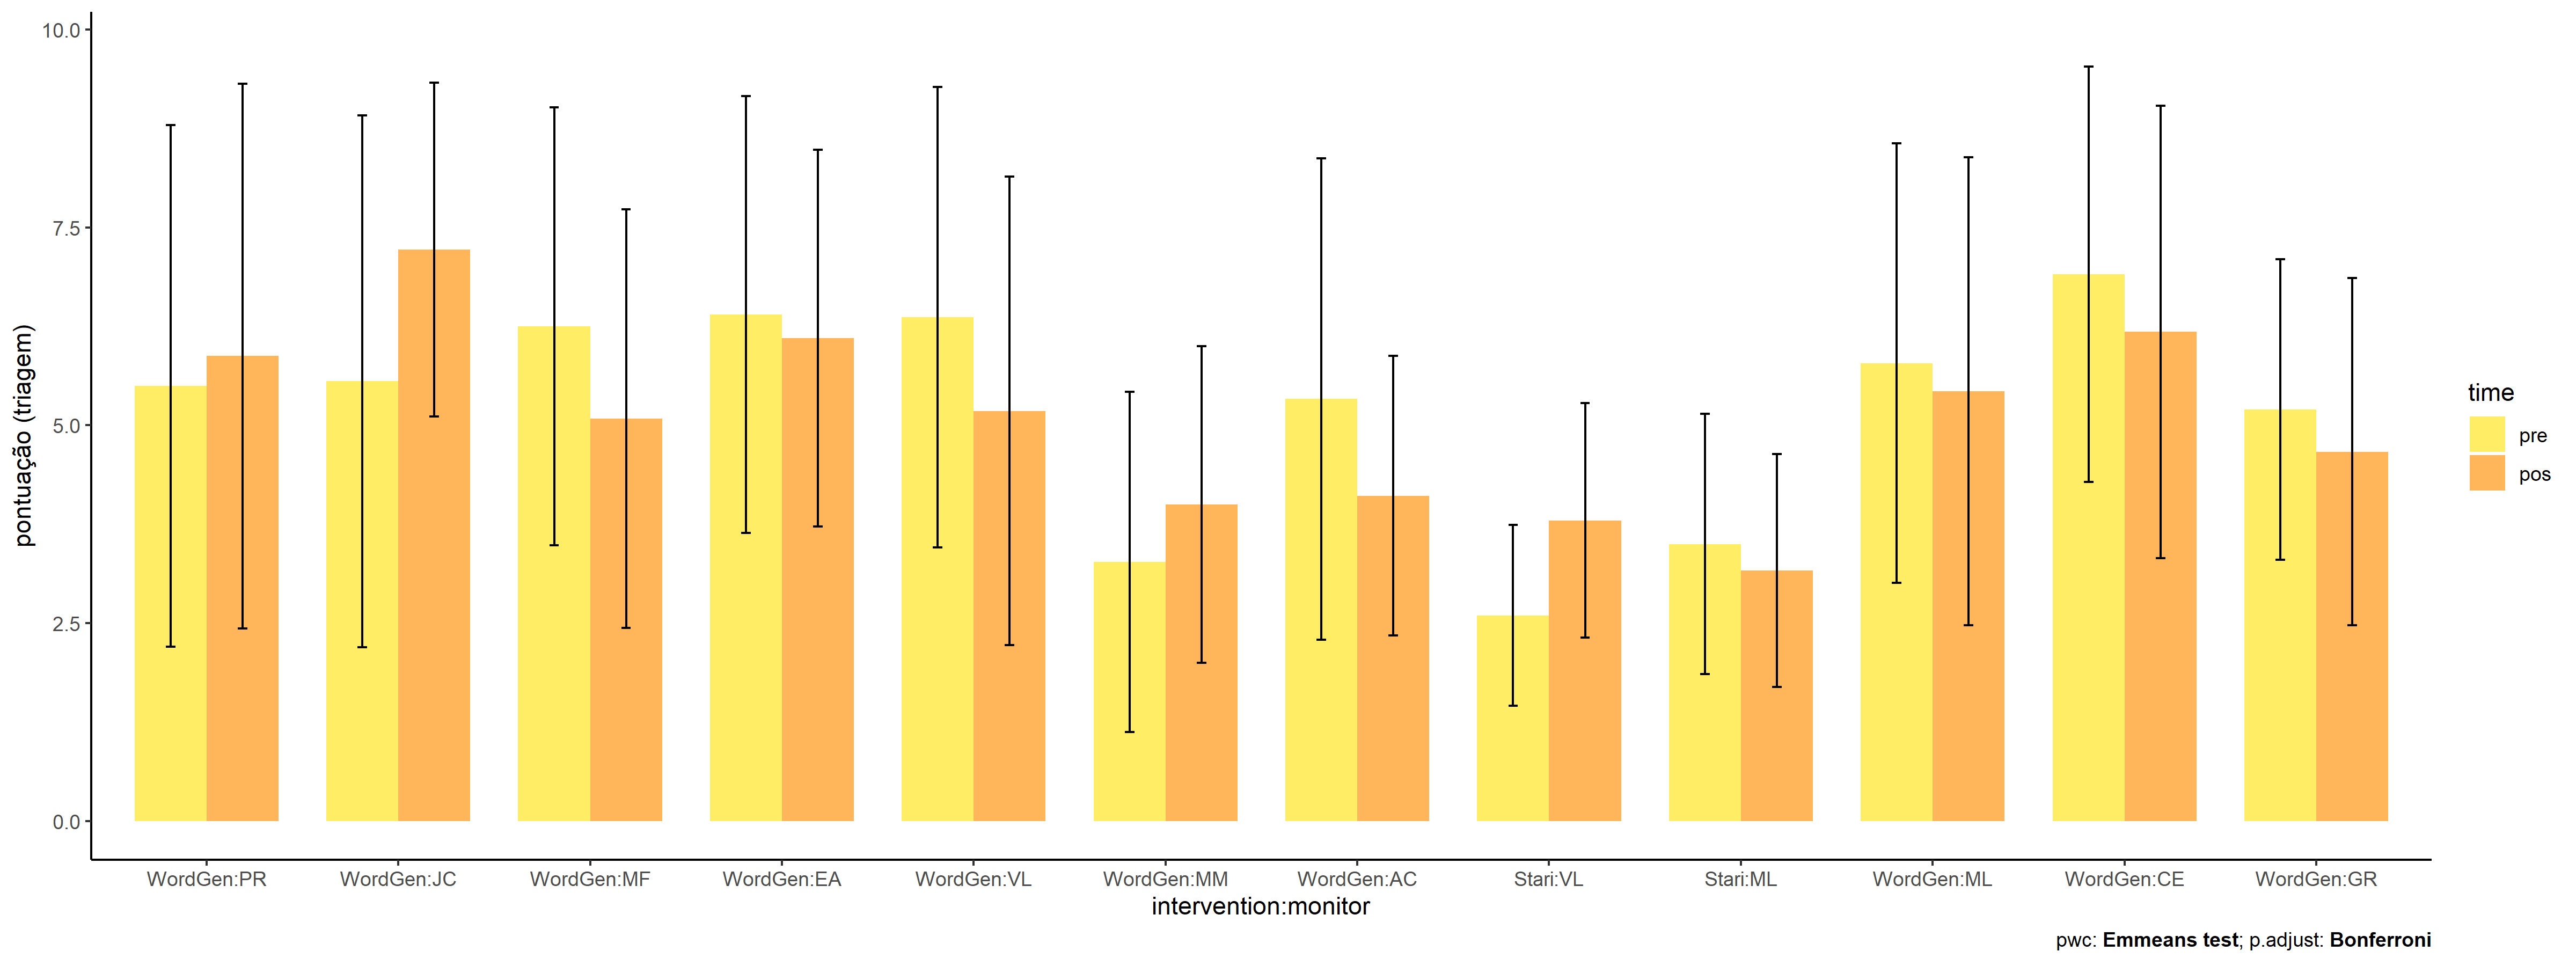 10.0
7.5
5.0
2.5
0.0
pontuação (triagem)
WordGen:PR WordGen:JC WordGen:MF WordGen:EA WordGen:VL WordGen:MM WordGen:AC Stari:VL Stari:ML WordGen:ML WordGen:CE WordGen:GR
intervention:monitor
time
pre
pos
pwc: Emmeans test; p.adjust: Bonferroni